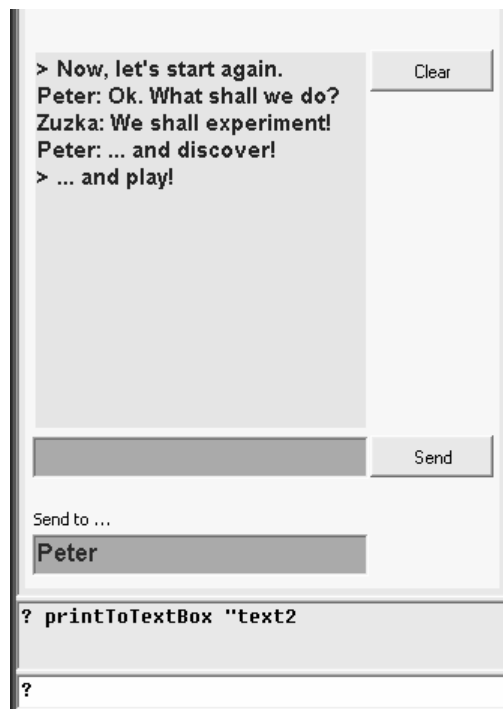 > Now, let's start again.
Clear
Peter: Ok. What shall we do?
Zuzka: We shall experiment!
Peter: ... and discover!
> ... and play!
Send
Send to ...
Peter
? printToTextBox "text2
?